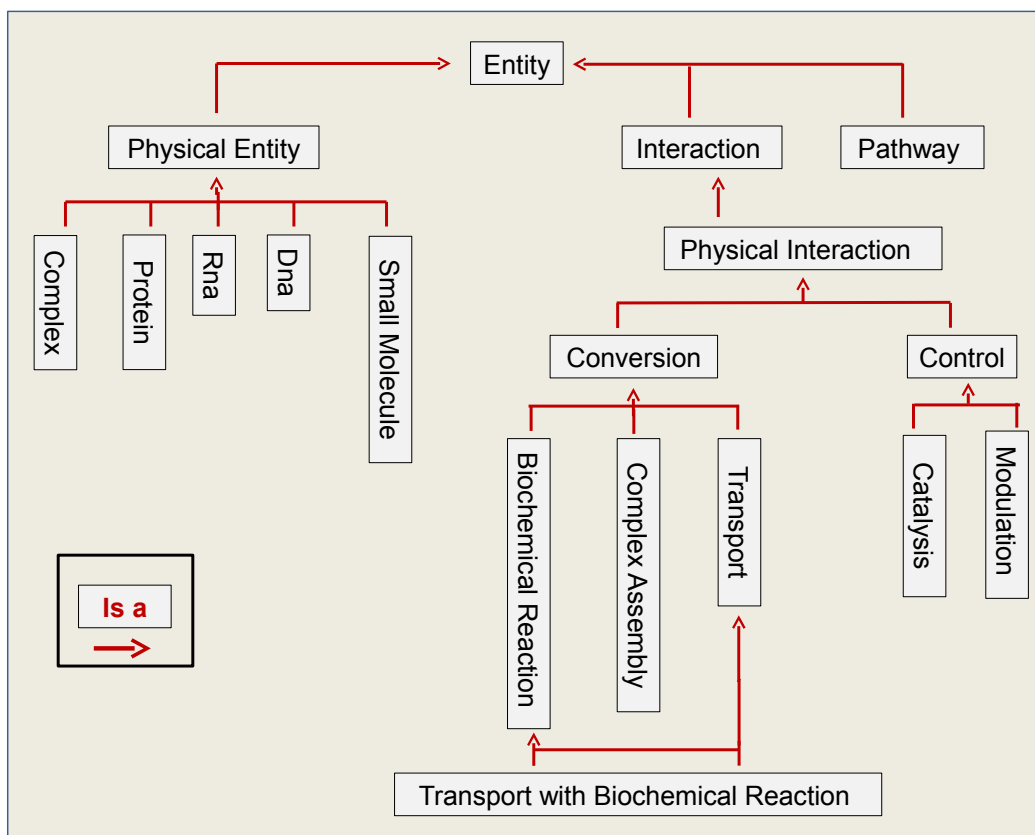 Entity
Physical Entity
Interaction
Pathway
Physical Interaction
Complex
Protein
Rna
Dna
Small Molecule
Conversion
Control
Biochemical Reaction
Complex Assembly
Transport
Catalysis
Modulation
Is a
Transport with Biochemical Reaction